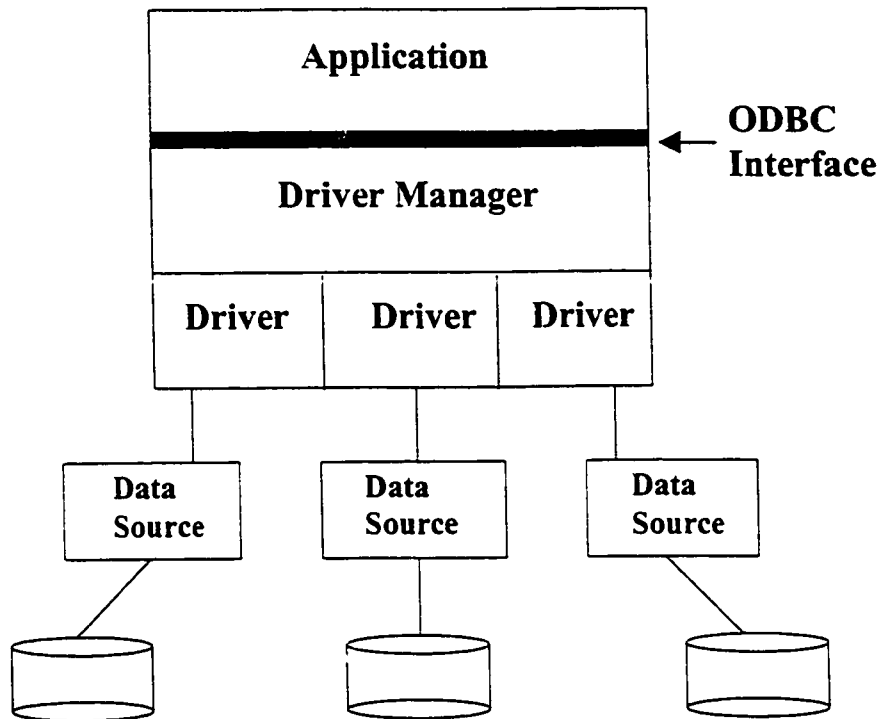 Application
ODBC
Interface
Driver Manager
Driver
Driver
Driver
Data
Source
Data
Source
Data
Source